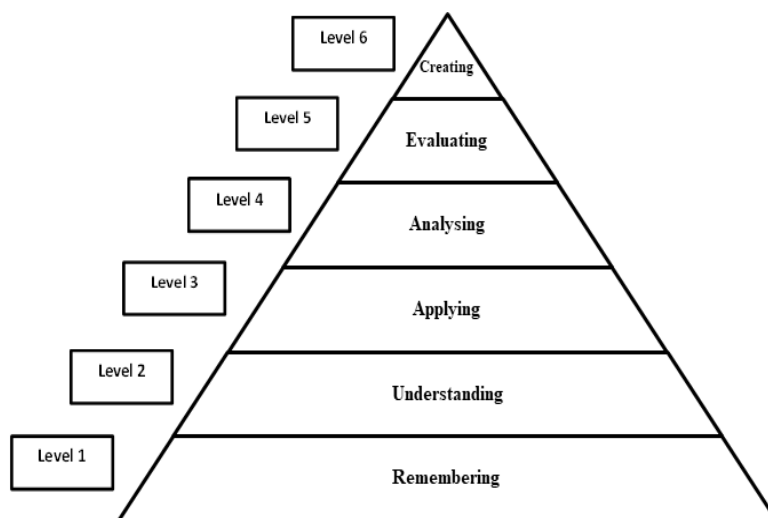 Level 6
Creating
Level 5
Evaluating
Level 4
Analysing
Level 3
Applying
Level 2
Understanding
Level 1
Remembering